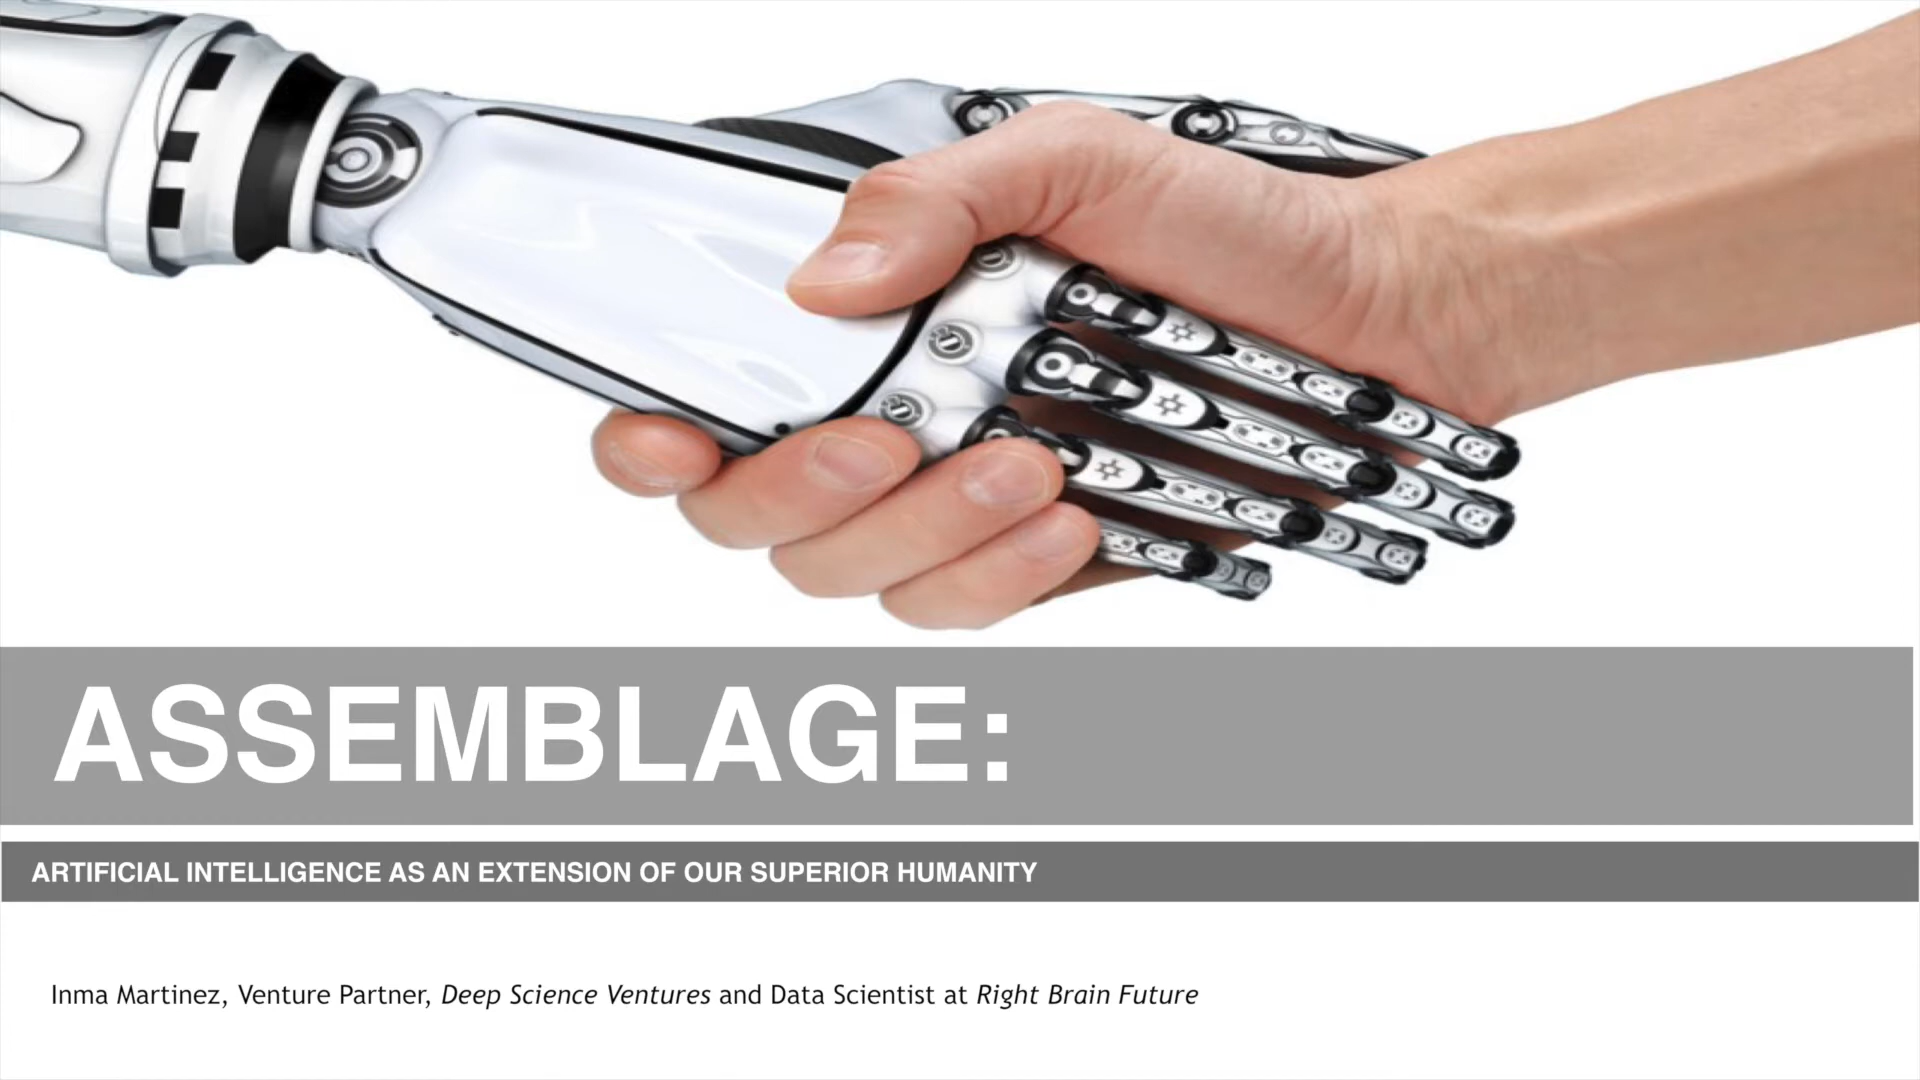 ASSEMBLAGE:
ARTIFICIAL INTELLIGENCE AS AN EXTENSION OF OUR SUPERIOR HUMANITY
Inma Martinez, Venture Partner, Deep Science Ventures and Data Scientist at Right Brain Future